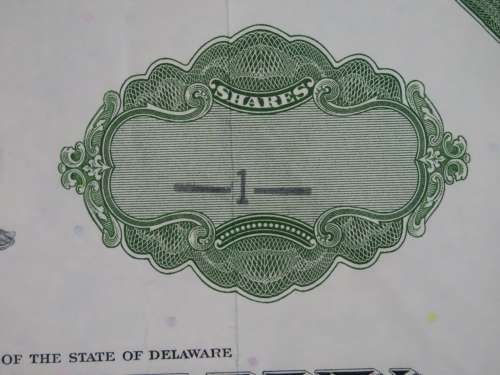 SHARES
—1—
OF THE STATE OF DELAWARE